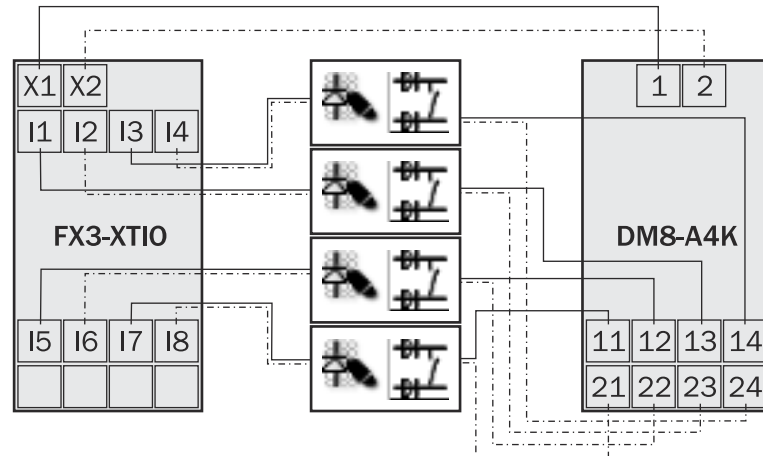 X1 X2
1 2
I1 I2 I3 I4
FX3-XTIO
DM8-A4K
I5 I6 I7 I8
11 12 13 14
21 22 23 24